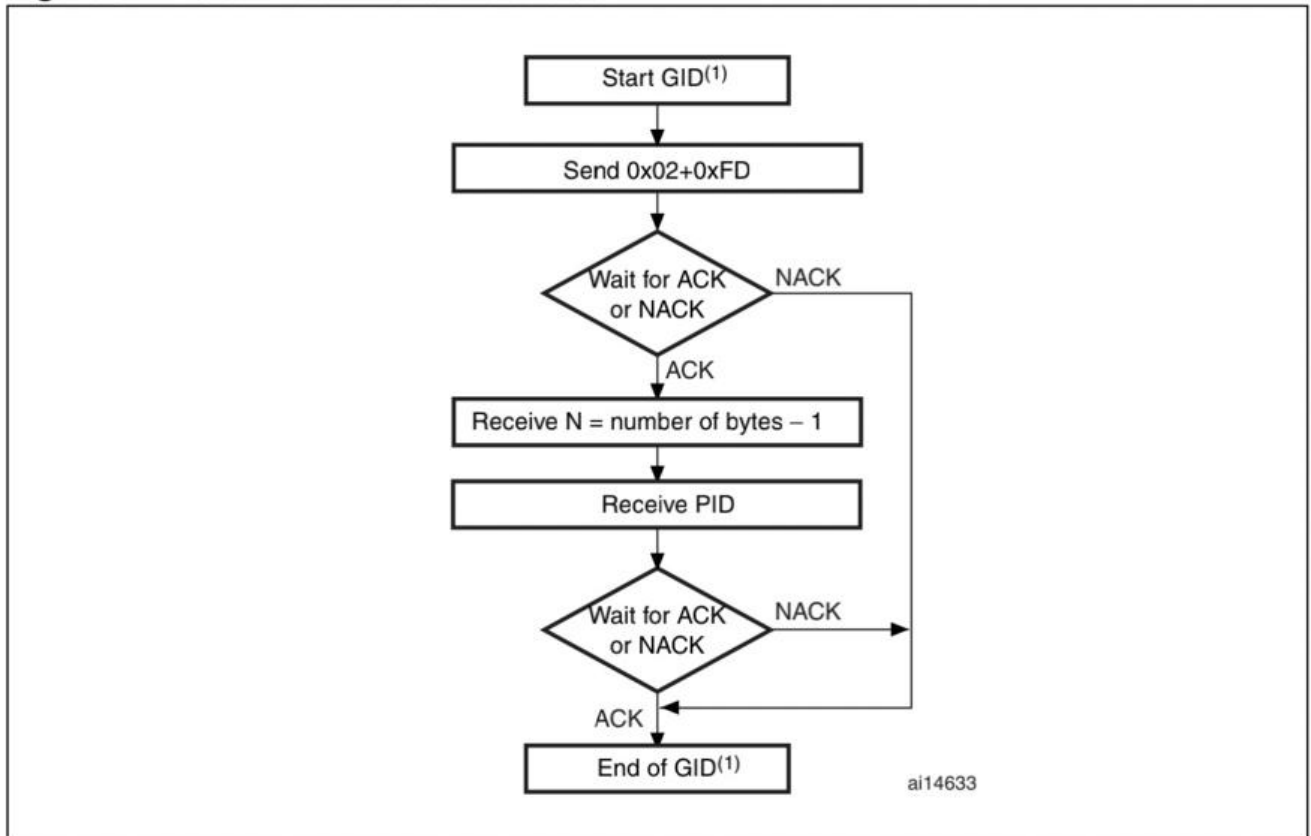 Start GID(1)
Send 0x02+0xFD
Wait for ACK
or NACK
NACK
ACK
Receive N = number of bytes – 1
Receive PID
Wait for ACK
or NACK
NACK
ACK
End of GID(1)
ai14633